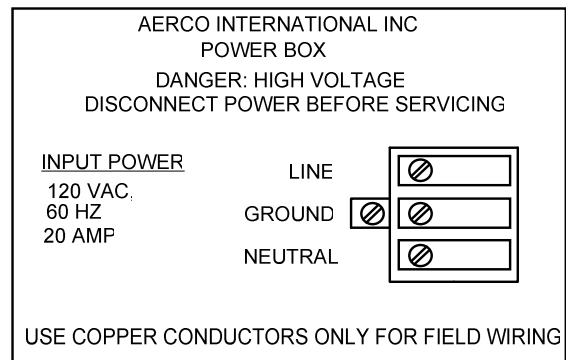 AERCO INTERNATIONAL INC
POWER BOX
DANGER: HIGH VOLTAGE
DISCONNECT POWER BEFORE SERVICING
INPUT POWER
120 VAC,
60 HZ
20 AMP
LINE
GROUND
NEUTRAL
USE COPPER CONDUCTORS ONLY FOR FIELD WIRING